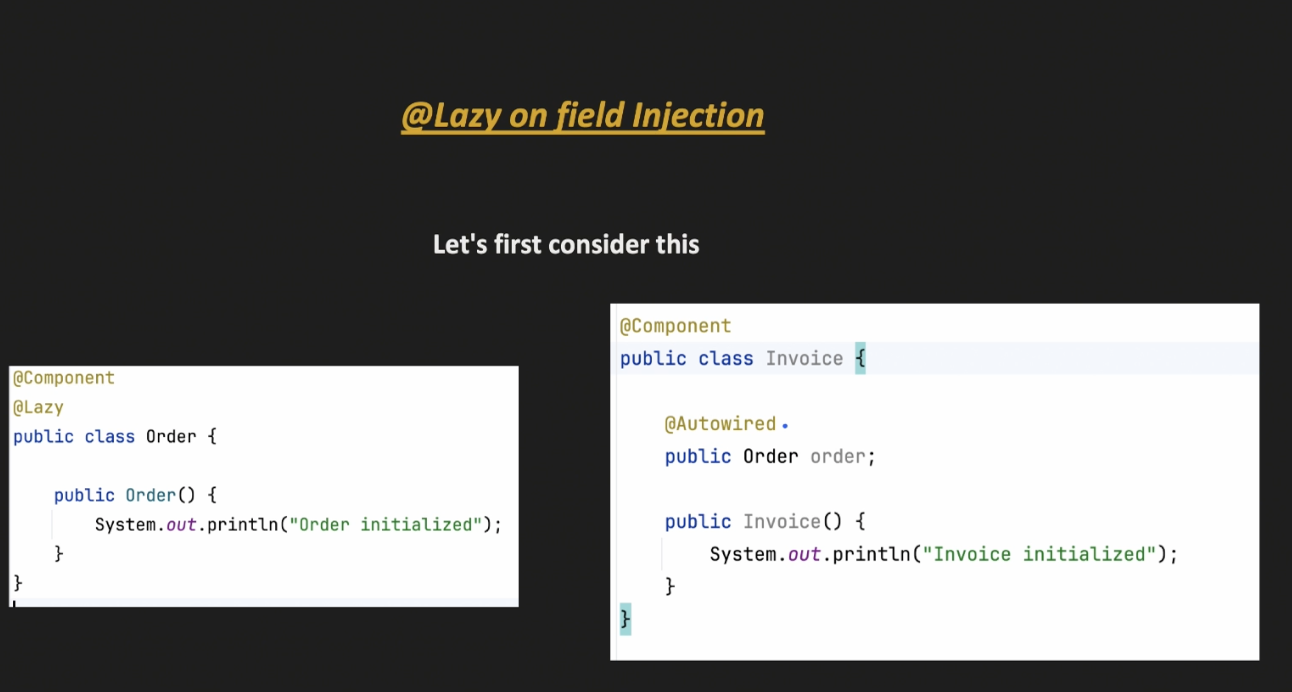 @Lazy on field Injection
Let's first consider this
@Component
@Lazy
public class Order {
    public Order() {
        System.out.println("Order initialized");
    }
}
@Component
public class Invoice {
    @Autowired
    public Order order;
    public Invoice() {
        System.out.println("Invoice initialized");
    }
}